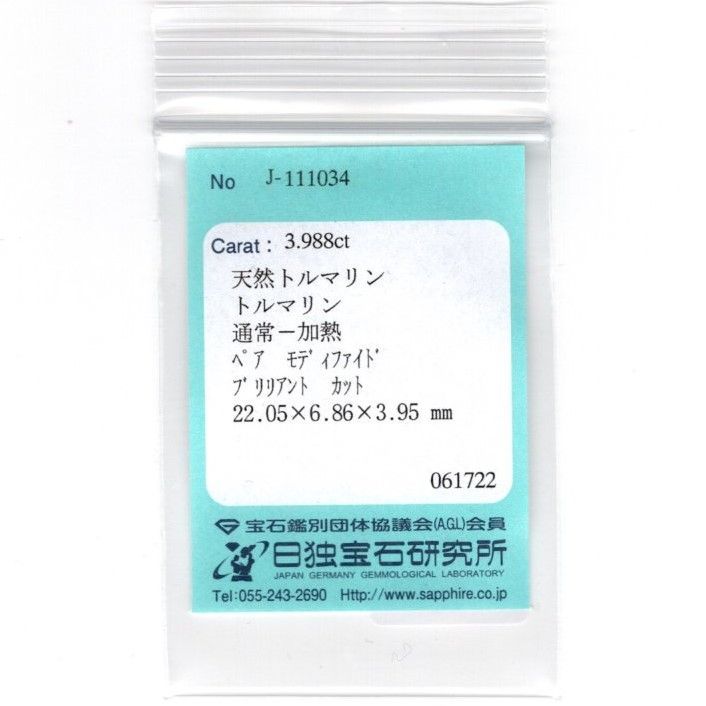 No J-111034
Carat : 3.988ct
天然トルマリン
トルマリン
通常－加熱
ﾍﾟｱ ﾓﾃﾞｨﾌｧｲﾄﾞ
ﾌﾞﾘﾘｱﾝﾄ ｶｯﾄ
22.05×6.86×3.95 mm
061722
宝石鑑別団体協議会(A.G.L)会員
日独宝石研究所
JAPAN GERMANY GEMMOLOGICAL LABORATORY
Tel:055-243-2690 Http://www.sapphire.co.jp